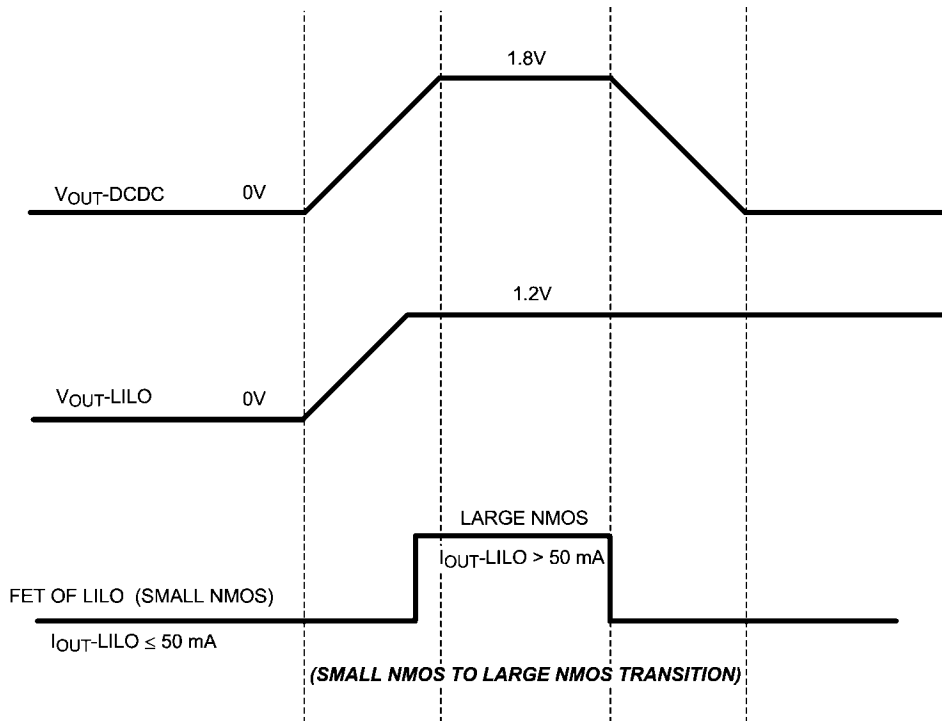 1.8V
VOUT-DCDC 0V
1.2V
VOUT-LILO 0V
LARGE NMOS
IOUT-LILO > 50 mA
FET OF LILO (SMALL NMOS)
IOUT-LILO ≤ 50 mA
(SMALL NMOS TO LARGE NMOS TRANSITION)